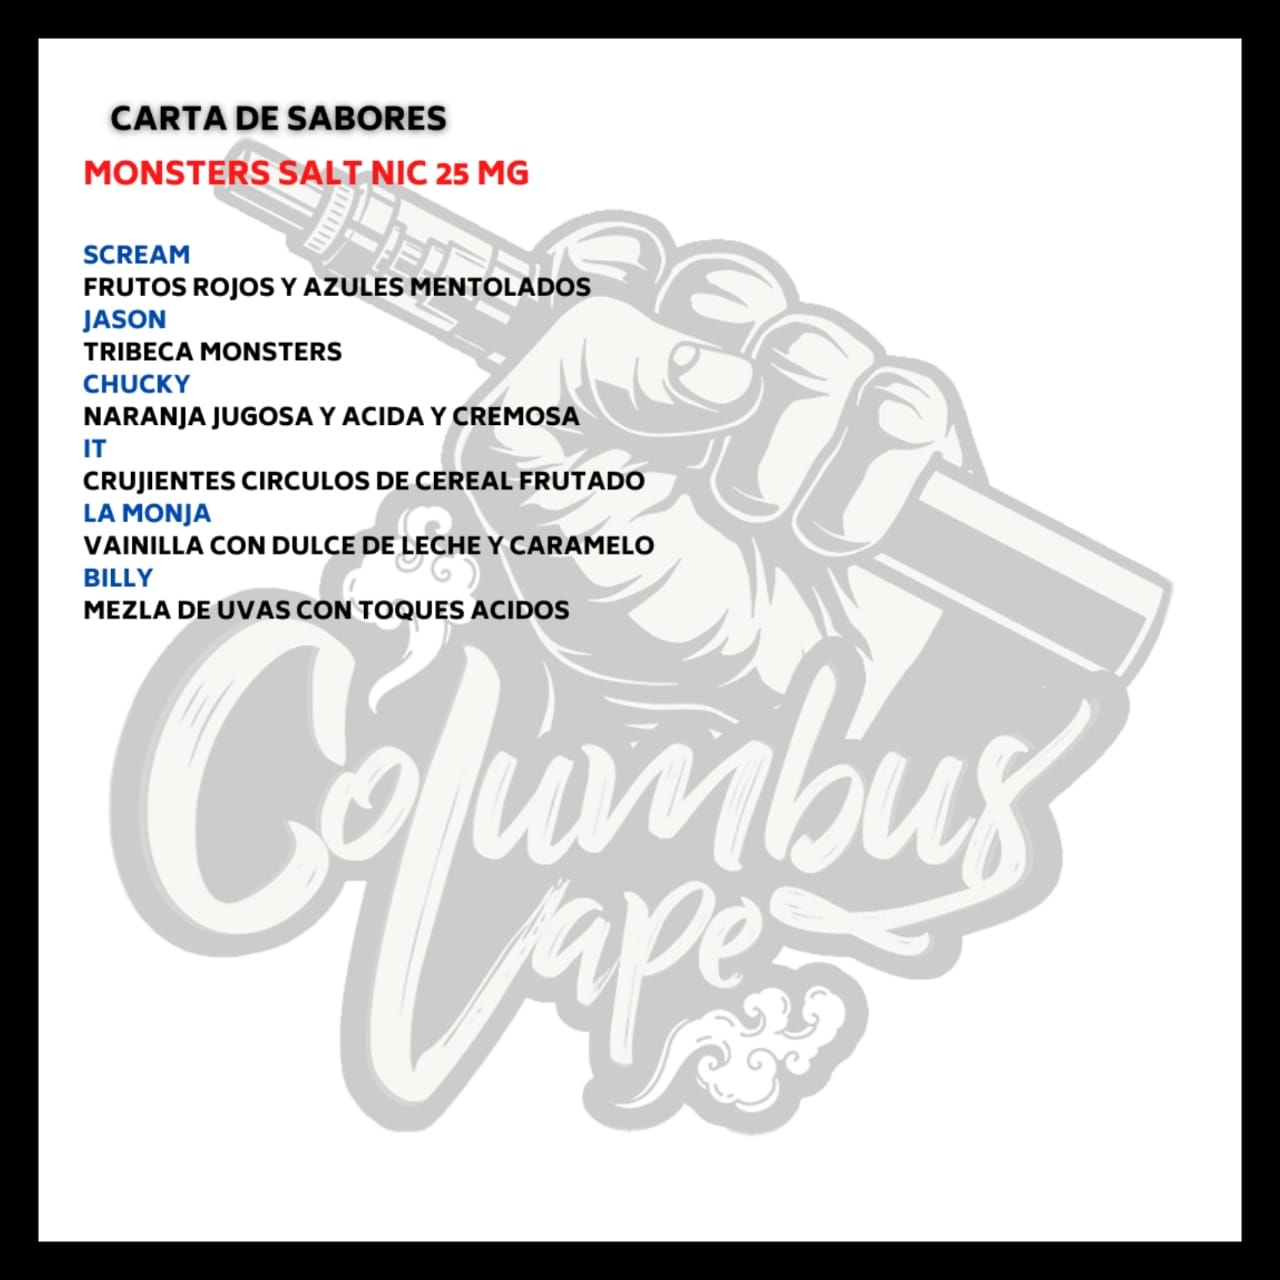 CARTA DE SABORES
MONSTERS SALT NIC 25 MG
SCREAM
FRUTOS ROJOS Y AZULES MENTOLADOS
JASON
TRIBECA MONSTERS
CHUCKY
NARANJA JUGOSA Y ACIDA Y CREMOSA
IT
CRUJIENTES CIRCULOS DE CEREAL FRUTADO
LA MONJA
VAINILLA CON DULCE DE LECHE Y CARAMELO
BILLY
MEZLA DE UVAS CON TOQUES ACIDOS
Columbus
Vape